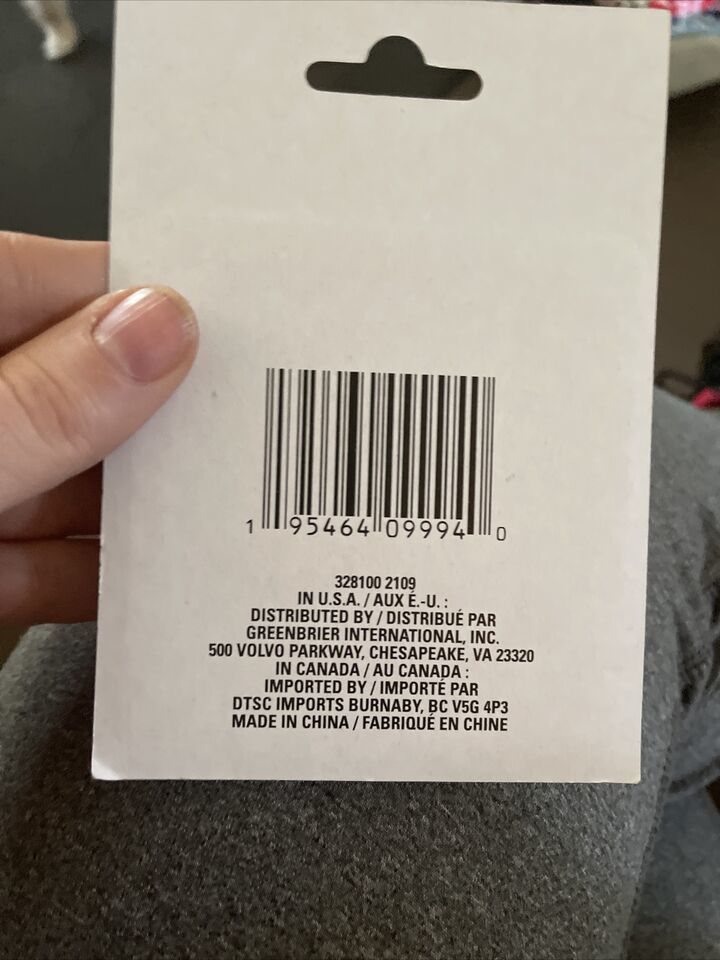 1 95464 09994 0
328100 2109
IN U.S.A. / AUX É.-U. :
DISTRIBUTED BY / DISTRIBUÉ PAR
GREENBRIER INTERNATIONAL, INC.
500 VOLVO PARKWAY, CHESAPEAKE, VA 23320
IN CANADA / AU CANADA :
IMPORTED BY / IMPORTÉ PAR
DTSC IMPORTS BURNABY, BC V5G 4P3
MADE IN CHINA / FABRIQUÉ EN CHINE